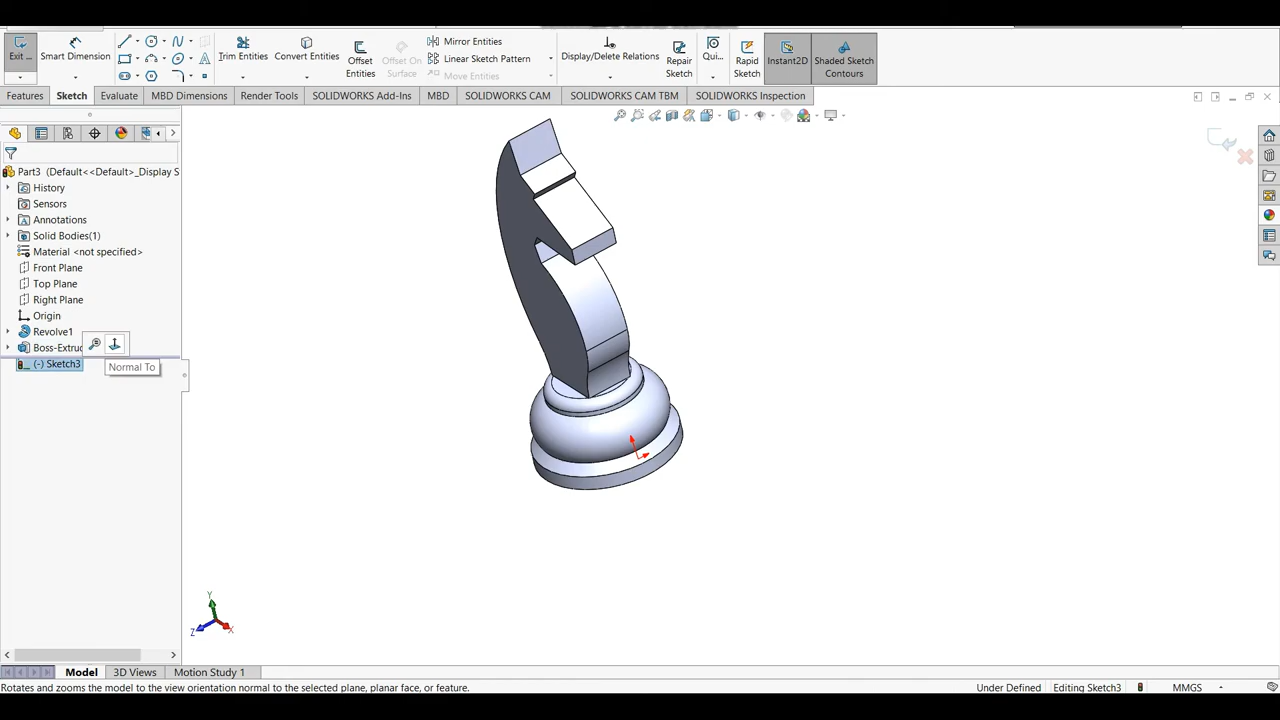 Exit ...
Smart Dimension
Trim Entities
Convert Entities
Offset Entities
Offset On Surface
Mirror Entities
Linear Sketch Pattern
Move Entities
Display/Delete Relations
Repair Sketch
Qui...
Rapid Sketch
Instant2D
Shaded Sketch Contours
Features
Sketch
Evaluate
MBD Dimensions
Render Tools
SOLIDWORKS Add-Ins
MBD
SOLIDWORKS CAM
SOLIDWORKS CAM TBM
SOLIDWORKS Inspection
Part3 (Default<<Default>_Display S
History
Sensors
Annotations
Solid Bodies(1)
Material <not specified>
Front Plane
Top Plane
Right Plane
Origin
Revolve1
Boss-Extrud
(-) Sketch3
Normal To
Y
Z
X
Model
3D Views
Motion Study 1
Rotates and zooms the model to the view orientation normal to the selected plane, planar face, or feature.
Under Defined
Editing Sketch3
MMGS